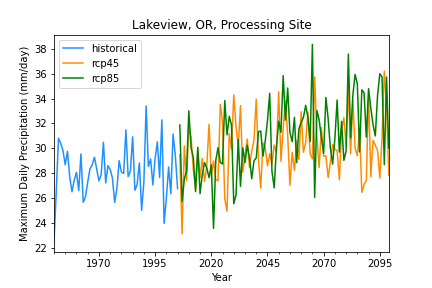 Lakeview, OR, Processing Site
historical
rcp45
rcp85
Maximum Daily Precipitation (mm/day)
38
36
34
32
30
28
26
24
22
1970
1995
2020
2045
2070
2095
Year